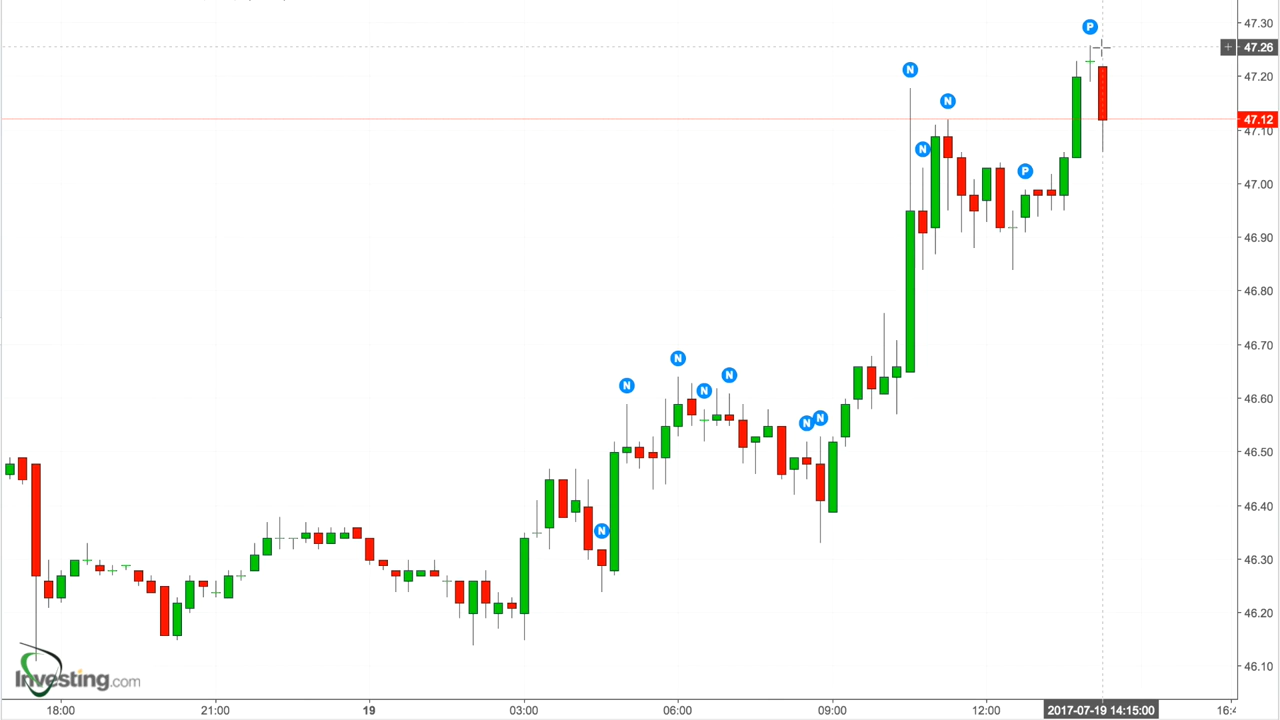 47.30
P
+ 47.26
N
47.20
N
47.12
47.10
N
P
47.00
46.90
46.80
46.70
N
N
N
N
46.60
N
N
46.50
46.40
N
46.30
46.20
46.10
Investing.com
18:00 21:00 19 03:00 06:00 09:00 12:00 2017-07-19 14:15:00